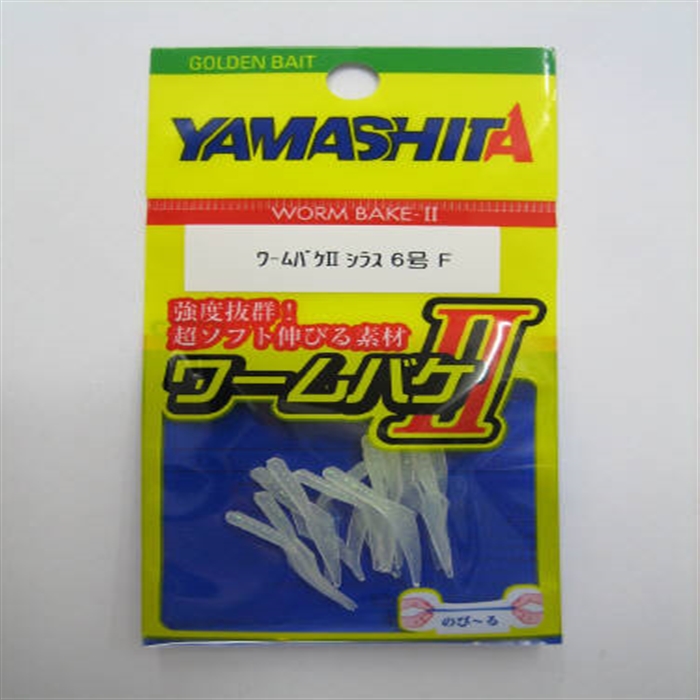 GOLDEN BAIT
YAMASHITA
WORM BAKE-II
ﾜｰﾑﾊﾞｹII ｼﾗｽ 6号 F
強度抜群!
超ソフト伸びる素材
ワームバケII
のび〜る